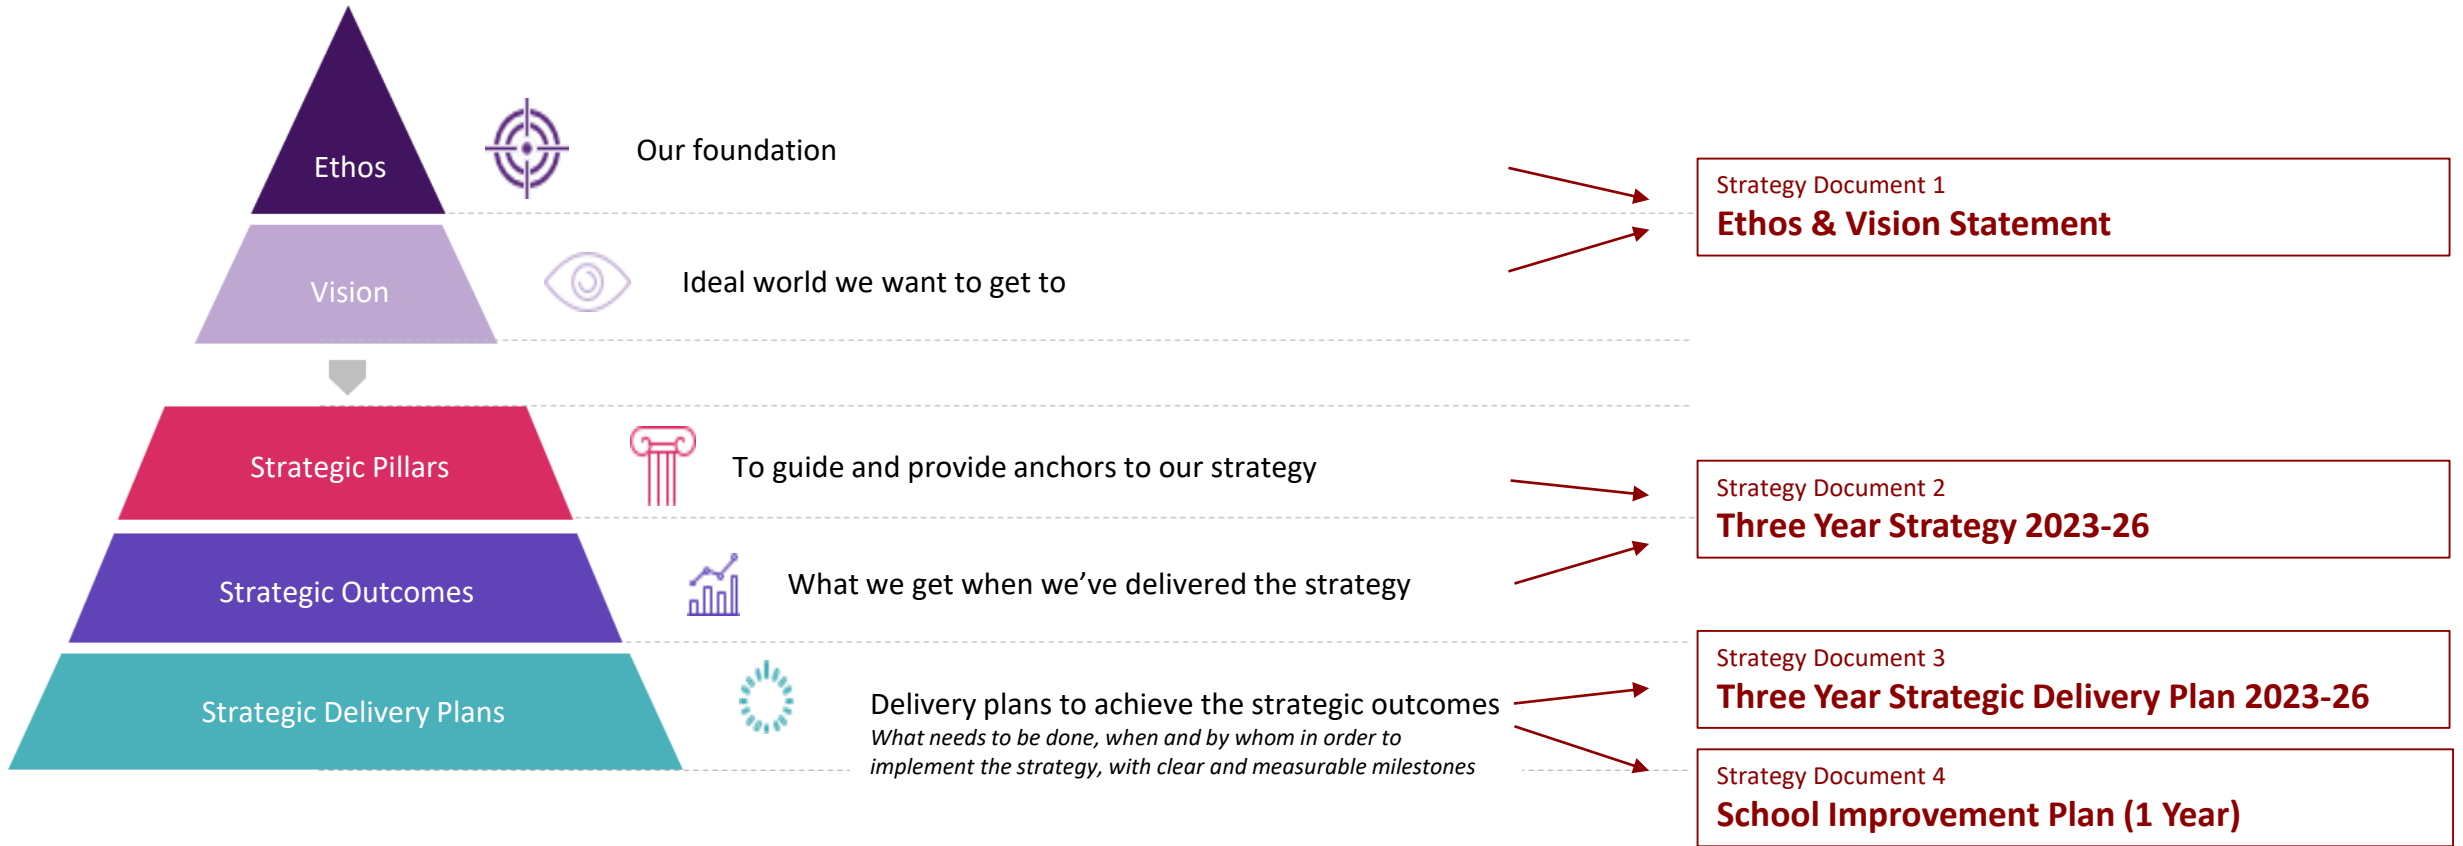 Ethos
Our foundation
Strategy Document 1
Ethos & Vision Statement
Vision
Ideal world we want to get to
Strategic Pillars
To guide and provide anchors to our strategy
Strategy Document 2
Three Year Strategy 2023-26
Strategic Outcomes
What we get when we’ve delivered the strategy
Strategic Delivery Plans
Delivery plans to achieve the strategic outcomes
What needs to be done, when and by whom in order to
implement the strategy, with clear and measurable milestones
Strategy Document 3
Three Year Strategic Delivery Plan 2023-26
Strategy Document 4
School Improvement Plan (1 Year)